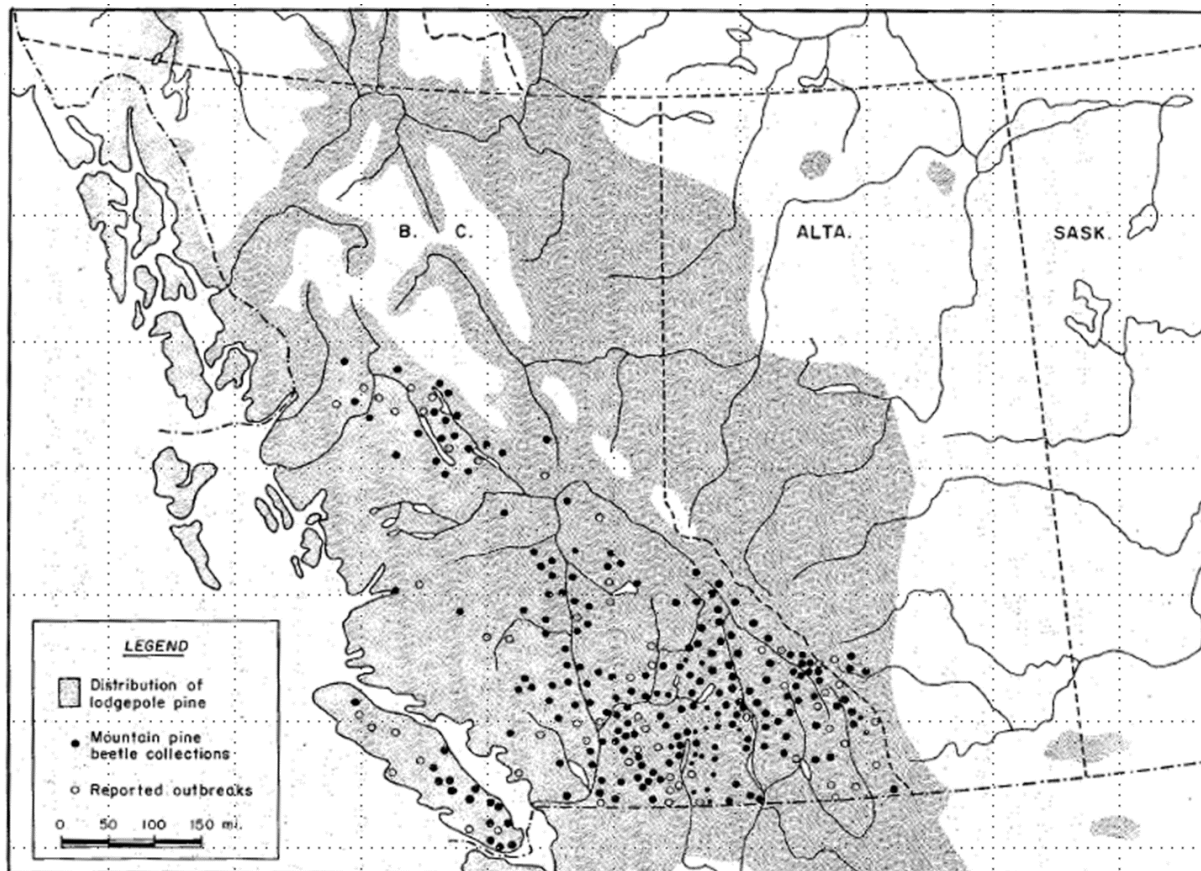 B. C.
ALTA.
SASK.
LEGEND
Distribution of
lodgepole pine
Mountain pine
beetle collections
Reported outbreaks
0 50 100 150 mi.